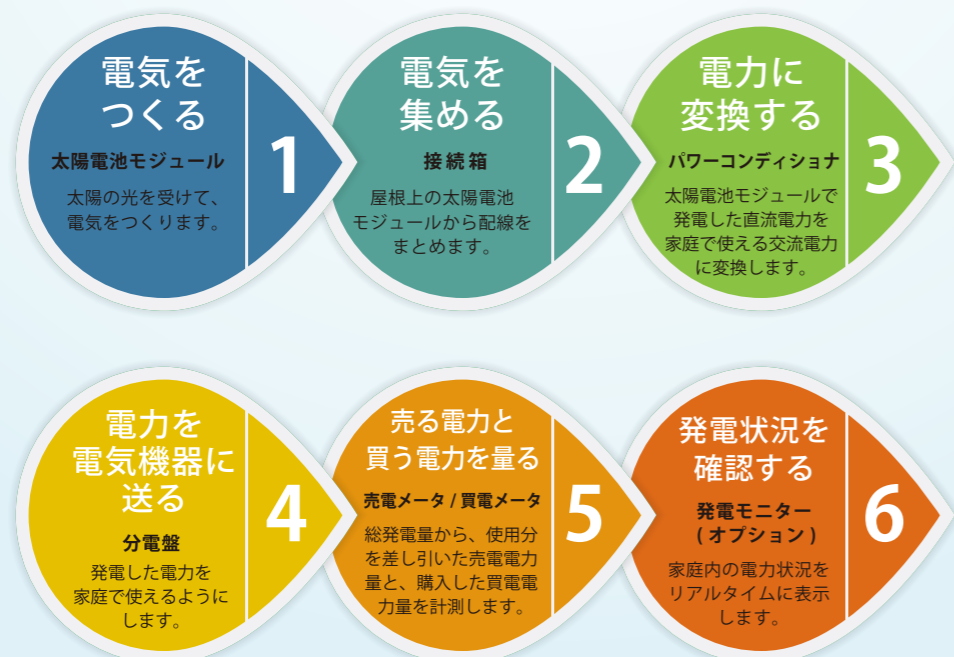 電気を
つくる
太陽電池モジュール
太陽の光を受けて、
電気をつくります。
1
電気を
集める
接続箱
屋根上の太陽電池
モジュールから配線を
まとめます。
2
電力に
変換する
パワーコンディショナ
太陽電池モジュールで
発電した直流電力を
家庭で使える交流電力
に変換します。
3
電力を
電気機器に
送る
分電盤
発電した電力を
家庭で使えるように
します。
4
売る電力と
買う電力を量る
売電メータ / 買電メータ
総発電量から、使用分
を差し引いた売電電力
量と、購入した買電電
力量を計測します。
5
発電状況を
確認する
発電モニター
( オプション )
家庭内の電力状況を
リアルタイムに表示
します。
6